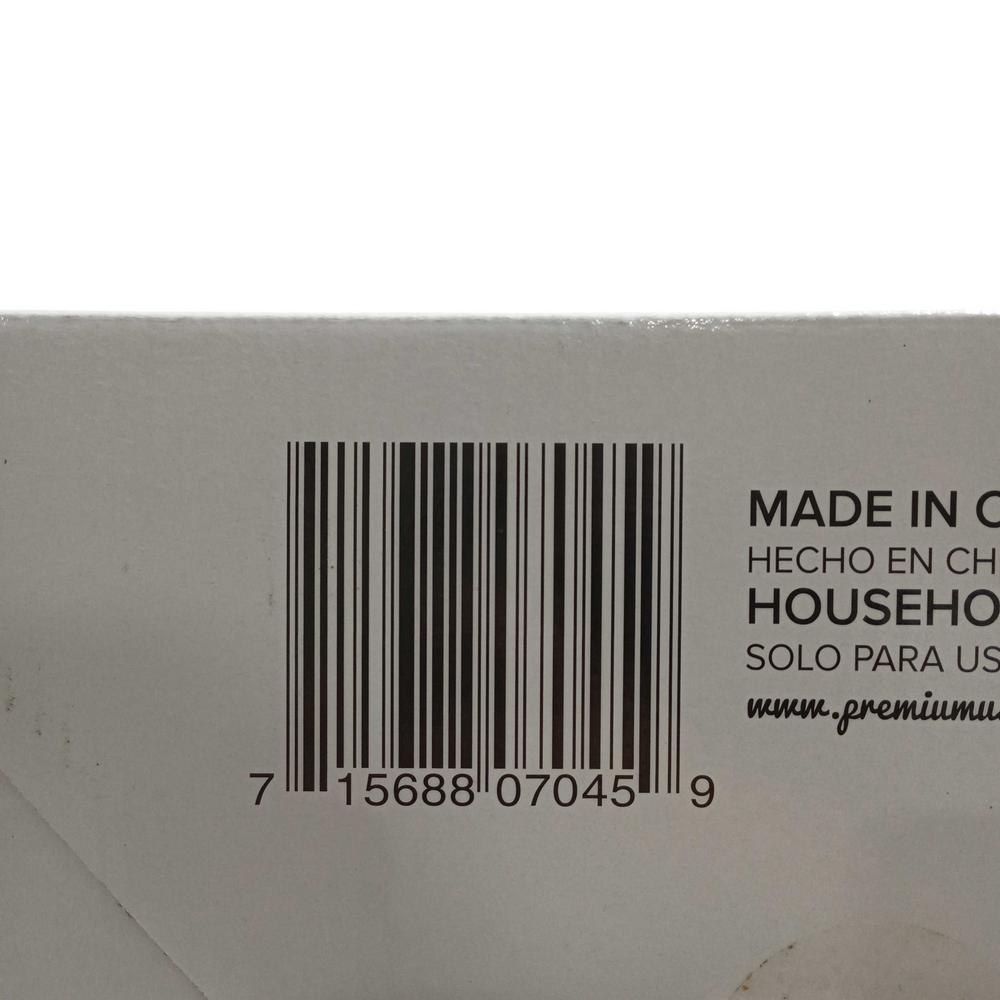 MADE IN C
HECHO EN CH
HOUSEHO
SOLO PARA US
www.premiumu
7 15688 07045 9